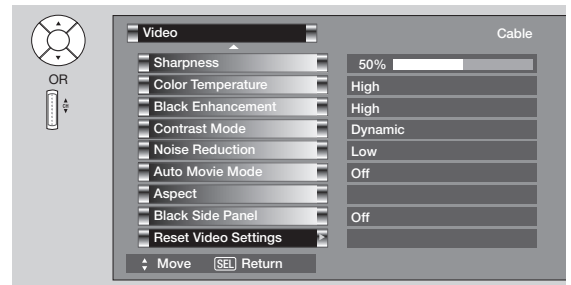 Video Cable
Sharpness 50%
OR
Color Temperature High
Black Enhancement High
CH
Contrast Mode Dynamic
Noise Reduction Low
Auto Movie Mode Off
Aspect
Black Side Panel Off
Reset Video Settings
Move SEL Return